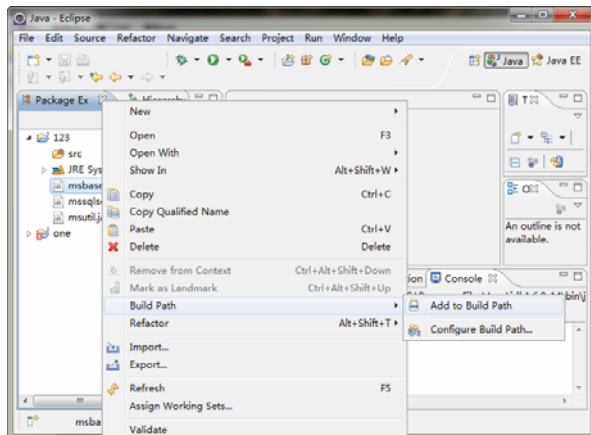 Java - Eclipse
File Edit Source Refactor Navigate Search Project Run Window Help
Java Java EE
Package Ex Hierarchy
123
src
JRE Sys
msbase
mssqls
msutil.j
one
New
Open F3
Open With
Show In Alt+Shift+W
Copy Ctrl+C
Copy Qualified Name
Paste Ctrl+V
Delete Delete
Remove from Context Ctrl+Alt+Shift+Down
Mark as Landmark Ctrl+Alt+Shift+Up
Build Path
Refactor Alt+Shift+T
Import...
Export...
Refresh F5
Assign Working Sets...
Validate
Add to Build Path
Configure Build Path...
T
O
An outline is not
available.
ion Console
bin\j
msba